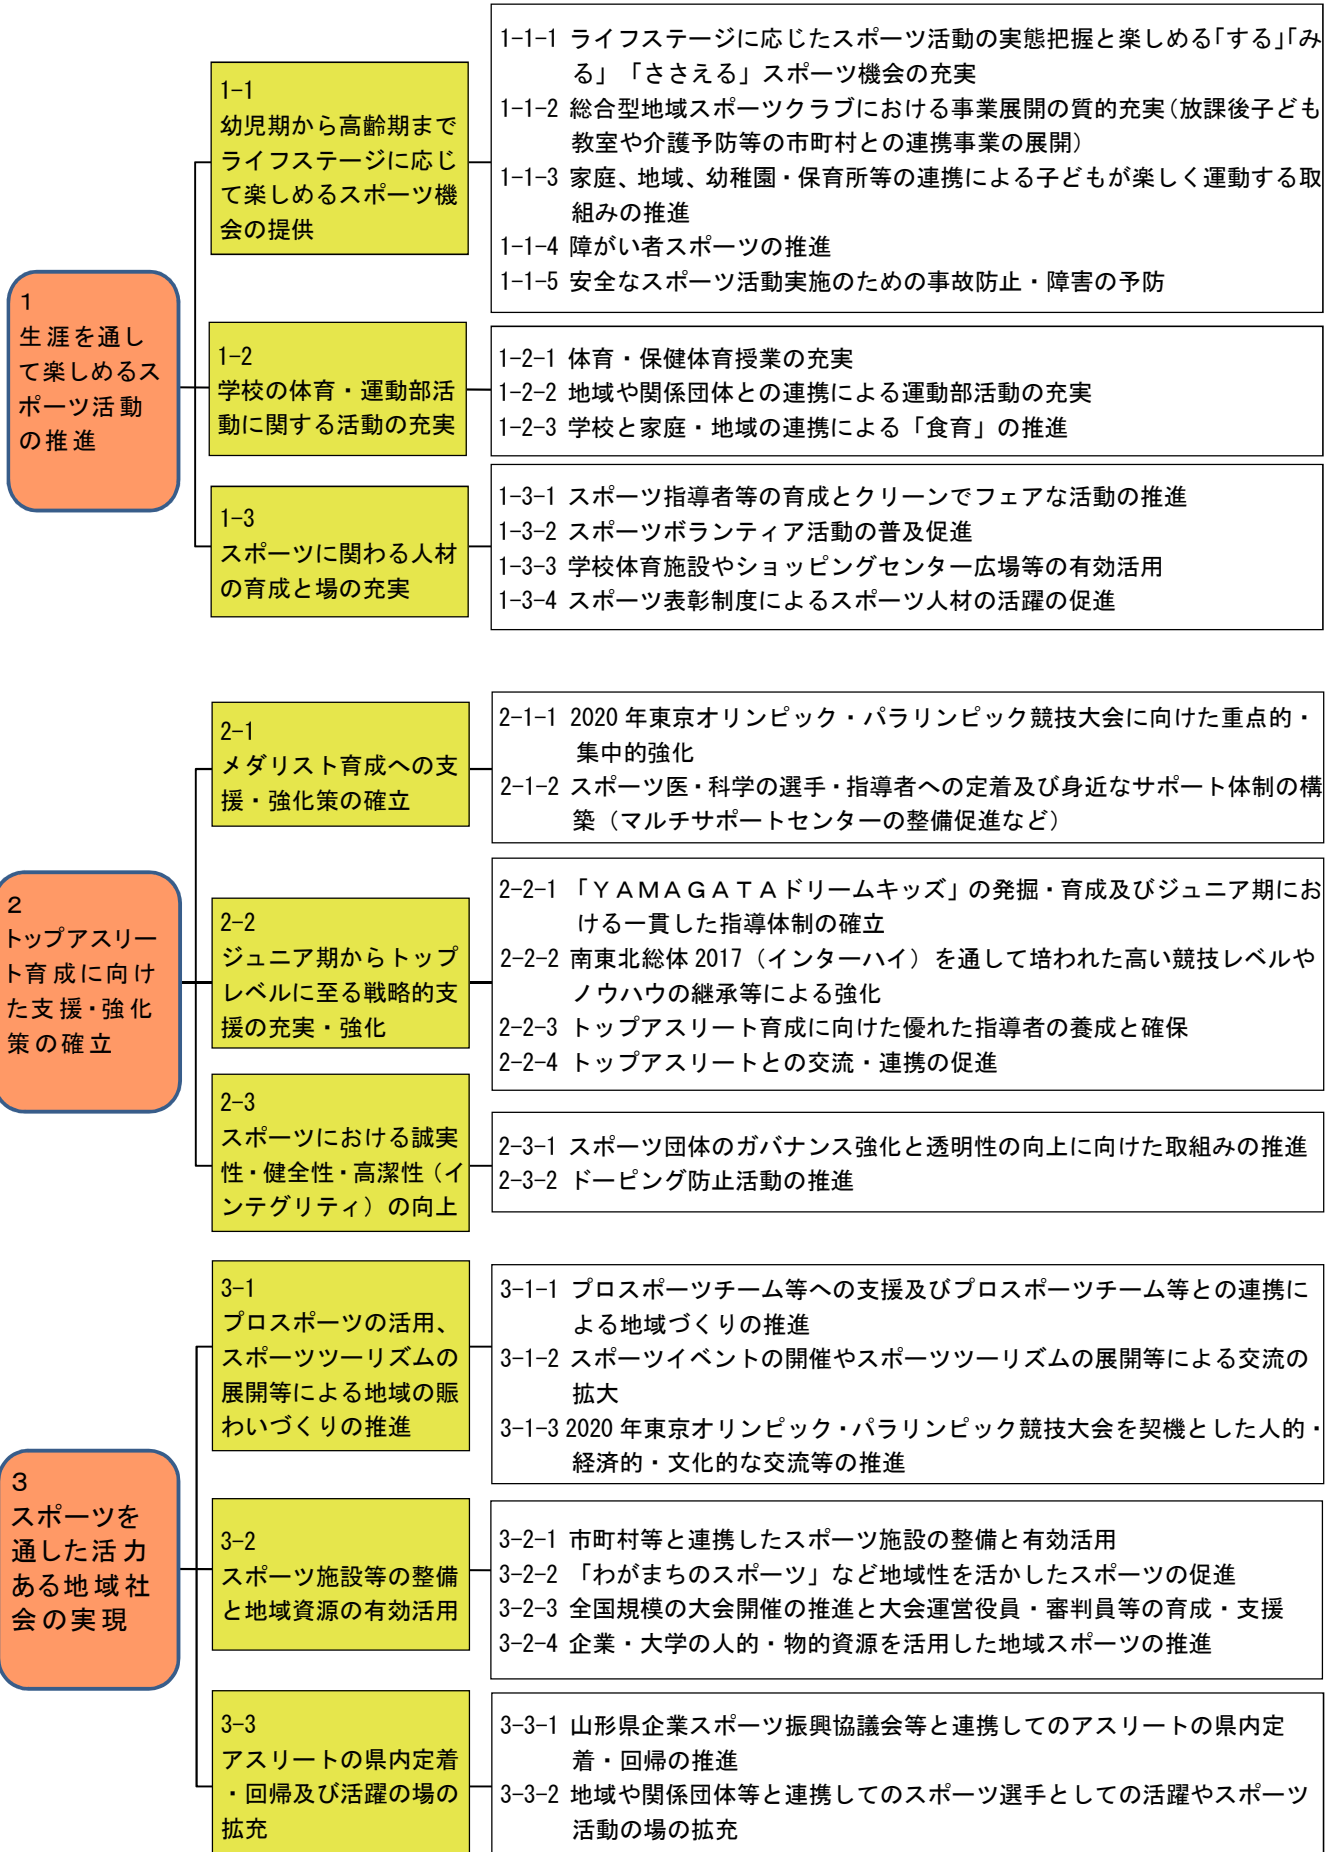 1
生涯を通し
て楽しめるス
ポーツ活動
の推進
1-1
幼児期から高齢期まで
ライフステージに応じ
て楽しめるスポーツ機
会の提供
1-1-1 ライフステージに応じたスポーツ活動の実態把握と楽しめる「する」「み
る」「ささえる」スポーツ機会の充実
1-1-2 総合型地域スポーツクラブにおける事業展開の質的充実(放課後子ども
教室や介護予防等の市町村との連携事業の展開)
1-1-3 家庭、地域、幼稚園・保育所等の連携による子どもが楽しく運動する取
組みの推進
1-1-4 障がい者スポーツの推進
1-1-5 安全なスポーツ活動実施のための事故防止・障害の予防
1-2
学校の体育・運動部活
動に関する活動の充実
1-2-1 体育・保健体育授業の充実
1-2-2 地域や関係団体との連携による運動部活動の充実
1-2-3 学校と家庭・地域の連携による「食育」の推進
1-3
スポーツに関わる人材
の育成と場の充実
1-3-1 スポーツ指導者等の育成とクリーンでフェアな活動の推進
1-3-2 スポーツボランティア活動の普及促進
1-3-3 学校体育施設やショッピングセンター広場等の有効活用
1-3-4 スポーツ表彰制度によるスポーツ人材の活躍の促進
2
トップアスリー
ト育成に向け
た支援・強化
策の確立
2-1
メダリスト育成への支
援・強化策の確立
2-1-1 2020 年東京オリンピック・パラリンピック競技大会に向けた重点的・
集中的強化
2-1-2 スポーツ医・科学の選手・指導者への定着及び身近なサポート体制の構
築（マルチサポートセンターの整備促進など）
2-2
ジュニア期からトップ
レベルに至る戦略的支
援の充実・強化
2-2-1 「ＹＡＭＡＧＡＴＡドリームキッズ」の発掘・育成及びジュニア期にお
ける一貫した指導体制の確立
2-2-2 南東北総体 2017（インターハイ）を通して培われた高い競技レベルや
ノウハウの継承等による強化
2-2-3 トップアスリート育成に向けた優れた指導者の養成と確保
2-2-4 トップアスリートとの交流・連携の促進
2-3
スポーツにおける誠実
性・健全性・高潔性（イ
ンテグリティ）の向上
2-3-1 スポーツ団体のガバナンス強化と透明性の向上に向けた取組みの推進
2-3-2 ドーピング防止活動の推進
3
スポーツを
通した活力
ある地域社
会の実現
3-1
プロスポーツの活用、
スポーツツーリズムの
展開等による地域の賑
わいづくりの推進
3-1-1 プロスポーツチーム等への支援及びプロスポーツチーム等との連携に
よる地域づくりの推進
3-1-2 スポーツイベントの開催やスポーツツーリズムの展開等による交流の
拡大
3-1-3 2020 年東京オリンピック・パラリンピック競技大会を契機とした人的・
経済的・文化的な交流等の推進
3-2
スポーツ施設等の整備
と地域資源の有効活用
3-2-1 市町村等と連携したスポーツ施設の整備と有効活用
3-2-2 「わがまちのスポーツ」など地域性を活かしたスポーツの促進
3-2-3 全国規模の大会開催の推進と大会運営役員・審判員等の育成・支援
3-2-4 企業・大学の人的・物的資源を活用した地域スポーツの推進
3-3
アスリートの県内定着
・回帰及び活躍の場の
拡充
3-3-1 山形県企業スポーツ振興協議会等と連携してのアスリートの県内定
着・回帰の推進
3-3-2 地域や関係団体等と連携してのスポーツ選手としての活躍やスポーツ
活動の場の拡充